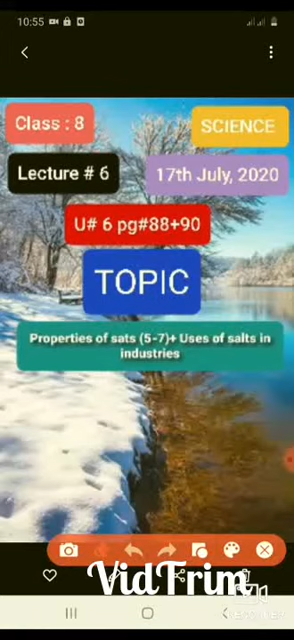 10:55
Class : 8
SCIENCE
Lecture # 6
17th July, 2020
U# 6 pg#88+90
TOPIC
Properties of sats (5-7)+ Uses of salts in
industries
VidTrim